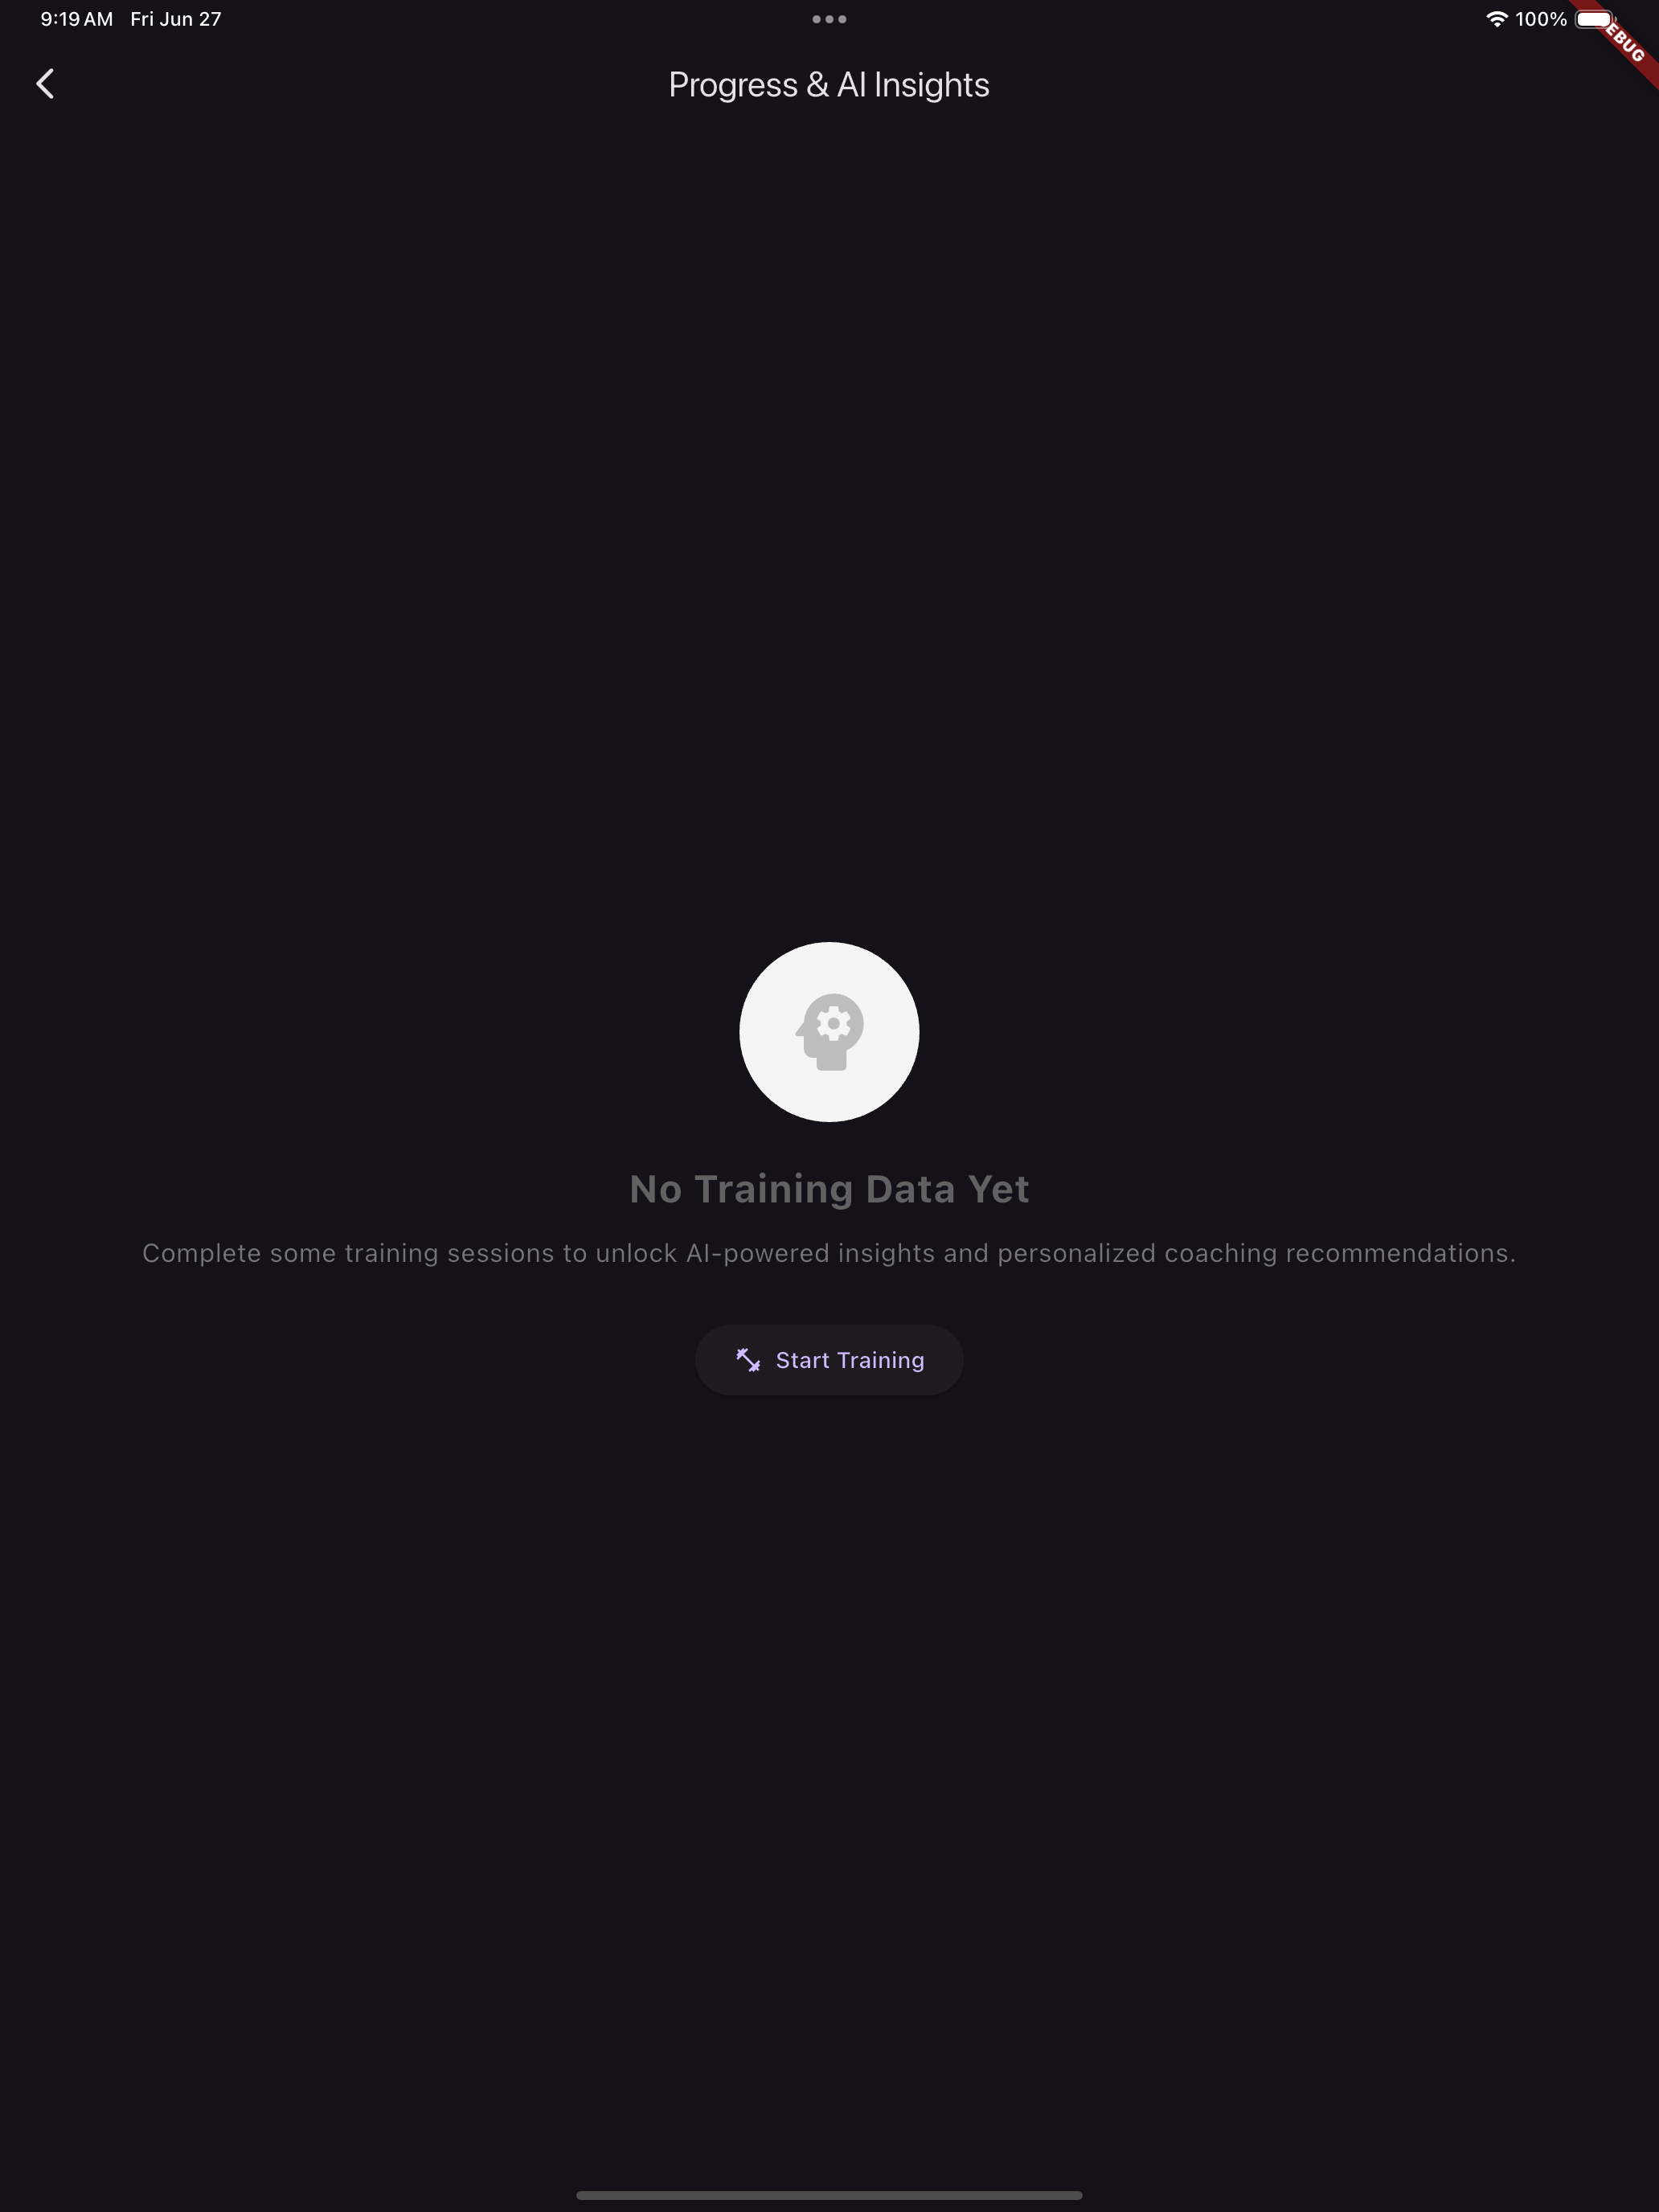 9:19 AM Fri Jun 27
100%
EBUG
Progress & AI Insights
No Training Data Yet
Complete some training sessions to unlock AI-powered insights and personalized coaching recommendations.
Start Training